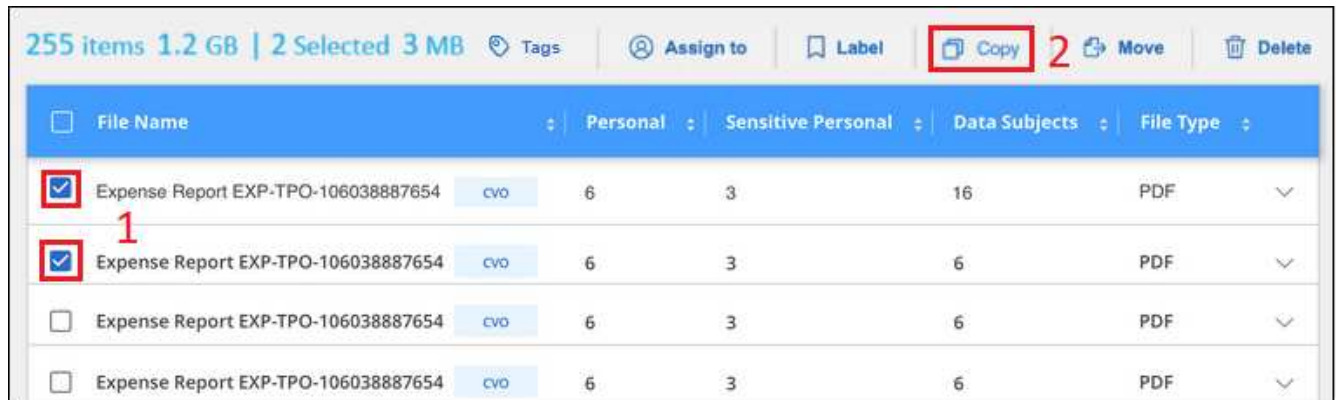 255 items 1.2 GB | 2 Selected 3 MB Tags Assign to Label Copy 2 Move Delete
File Name Personal Sensitive Personal Data Subjects File Type
Expense Report EXP-TPO-106038887654 CVO 6 3 16 PDF
1
Expense Report EXP-TPO-106038887654 CVO 6 3 6 PDF
Expense Report EXP-TPO-106038887654 CVO 6 3 6 PDF
Expense Report EXP-TPO-106038887654 CVO 6 3 6 PDF